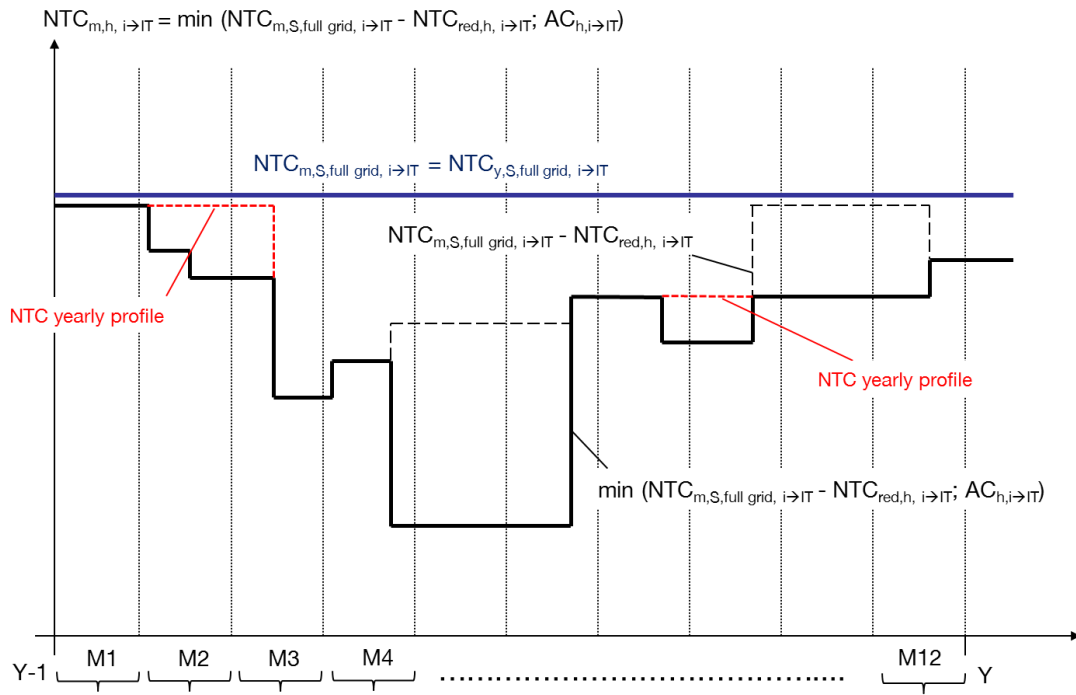 NTCm,h, i→IT = min (NTCm,S,full grid, i→IT - NTCred,h, i→IT; ACh,i→IT)
NTCm,S,full grid, i→IT = NTCy,S,full grid, i→IT
NTCm,S,full grid, i→IT - NTCred,h, i→IT
NTC yearly profile
NTC yearly profile
min (NTCm,S,full grid, i→IT - NTCred,h, i→IT; ACh,i→IT)
Y-1 M1 M2 M3 M4 M12 Y